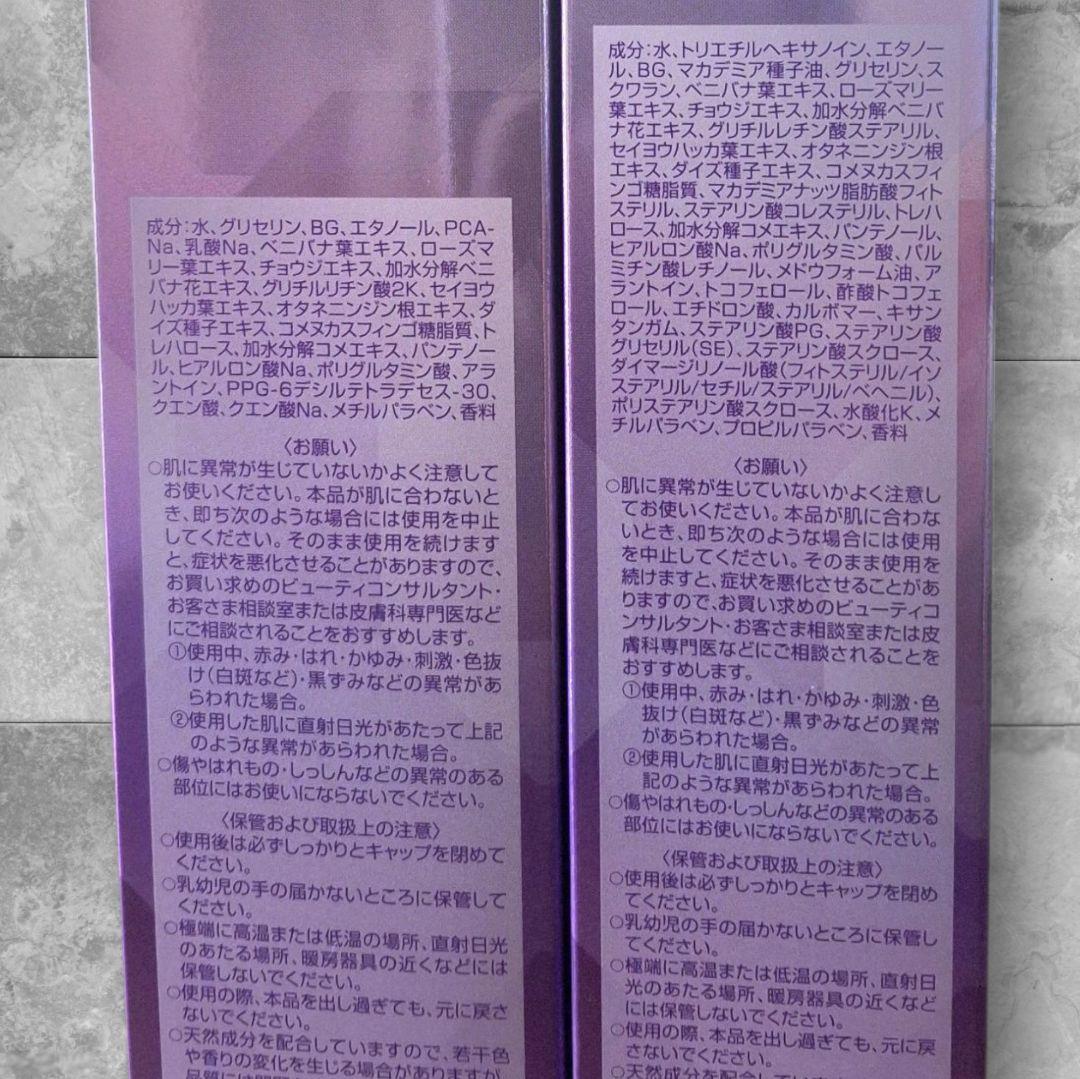 成分:水、グリセリン、BG、エタノール、PCA-
Na、乳酸Na、ベニバナ葉エキス、ローズマ
リー葉エキス、チョウジエキス、加水分解ベニ
バナ花エキス、グリチルリチン酸2K、セイヨウ
ハッカ葉エキス、オタネニンジン根エキス、ダ
イズ種子エキス、コメヌカスフィンゴ糖脂質、ト
レハロース、加水分解コメエキス、パンテノー
ル、ヒアルロン酸Na、ポリグルタミン酸、アラ
ントイン、PPG-6デシルテトラデセス-30、
クエン酸、クエン酸Na、メチルパラベン、香料
〈お願い〉
○肌に異常が生じていないかよく注意して
お使いください。本品が肌に合わないと
き、即ち次のような場合には使用を中止
してください。そのまま使用を続けます
と、症状を悪化させることがありますので、
お買い求めのビューティコンサルタント・
お客さま相談室または皮膚科専門医など
にご相談されることをおすすめします。
①使用中、赤み・はれ・かゆみ・刺激・色抜
け(白斑など)・黒ずみなどの異常があ
らわれた場合。
②使用した肌に直射日光があたって上記
のような異常があらわれた場合。
○傷やはれもの・しっしんなどの異常のある
部位にはお使いにならないでください。
〈保管および取扱上の注意〉
○使用後は必ずしっかりとキャップを閉めて
ください。
○乳幼児の手の届かないところに保管して
ください。
○極端に高温または低温の場所、直射日光
のあたる場所、暖房器具の近くなどには
保管しないでください。
○使用の際、本品を出し過ぎても、元に戻さ
ないでください。
○天然成分を配合していますので、若干色
や香りの変化を生じる場合がありますが、
品質には問題
成分:水、トリエチルヘキサノイン、エタノー
ル、BG、マカデミア種子油、グリセリン、ス
クワラン、ベニバナ葉エキス、ローズマリー
葉エキス、チョウジエキス、加水分解ベニバ
ナ花エキス、グリチルレチン酸ステアリル、
セイヨウハッカ葉エキス、オタネニンジン根
エキス、ダイズ種子エキス、コメヌカスフィ
ンゴ糖脂質、マカデミアナッツ脂肪酸フィト
ステリル、ステアリン酸コレステリル、トレハ
ロース、加水分解コメエキス、パンテノール、
ヒアルロン酸Na、ポリグルタミン酸、パル
ミチン酸レチノール、メドウフォーム油、ア
ラントイン、トコフェロール、酢酸トコフェ
ロール、エチドロン酸、カルボマー、キサン
タンガム、ステアリン酸PG、ステアリン酸
グリセリル(SE)、ステアリン酸スクロース、
ダイマージリノール酸(フィトステリル/イソ
ステアリル/セチル/ステアリル/ベヘニル)、
ポリステアリン酸スクロース、水酸化K、メ
チルパラベン、プロピルパラベン、香料
〈お願い〉
○肌に異常が生じていないかよく注意し
てお使いください。本品が肌に合わな
いとき、即ち次のような場合には使用
を中止してください。そのまま使用を
続けますと、症状を悪化させることがあ
りますので、お買い求めのビューティコ
ンサルタント・お客さま相談室または皮
膚科専門医などにご相談されることを
おすすめします。
①使用中、赤み・はれ・かゆみ・刺激・色
抜け(白斑など)・黒ずみなどの異常
があらわれた場合。
②使用した肌に直射日光があたって上
記のような異常があらわれた場合。
○傷やはれもの・しっしんなどの異常のある
部位にはお使いにならないでください。
〈保管および取扱上の注意〉
○使用後は必ずしっかりとキャップを閉め
てください。
○乳幼児の手の届かないところに保管し
てください。
○極端に高温または低温の場所、直射日
光のあたる場所、暖房器具の近くなど
には保管しないでください。
○使用の際、本品を出し過ぎても、元に戻
さないでください。
○天然成分を配合してい